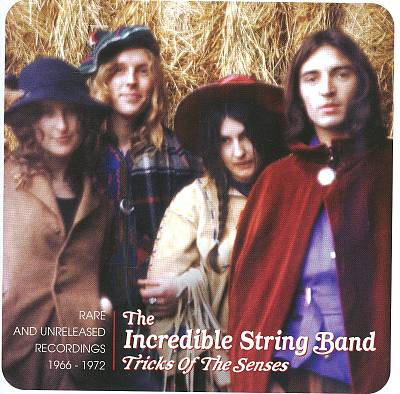 RARE
AND UNRELEASED
RECORDINGS
1966 - 1972
The
Incredible String Band
Tricks Of The Senses